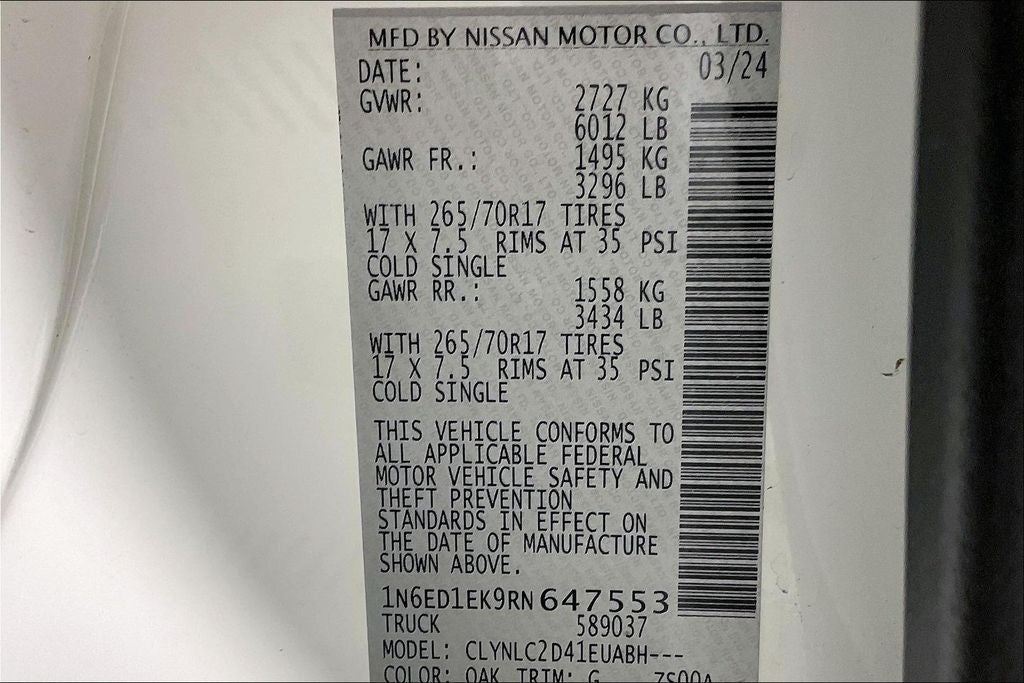 MFD BY NISSAN MOTOR CO., LTD.
DATE: 03/24
GVWR: 2727 KG
6012 LB
GAWR FR.: 1495 KG
3296 LB
WITH 265/70R17 TIRES
17 X 7.5 RIMS AT 35 PSI
COLD SINGLE
GAWR RR.: 1558 KG
3434 LB
WITH 265/70R17 TIRES
17 X 7.5 RIMS AT 35 PSI
COLD SINGLE
THIS VEHICLE CONFORMS TO
ALL APPLICABLE FEDERAL
MOTOR VEHICLE SAFETY AND
THEFT PREVENTION
STANDARDS IN EFFECT ON
THE DATE OF MANUFACTURE
SHOWN ABOVE.
1N6ED1EK9RN647553
TRUCK 589037
MODEL: CLYNLC2D41EUABH---
COLOR: QAK TRIM: G